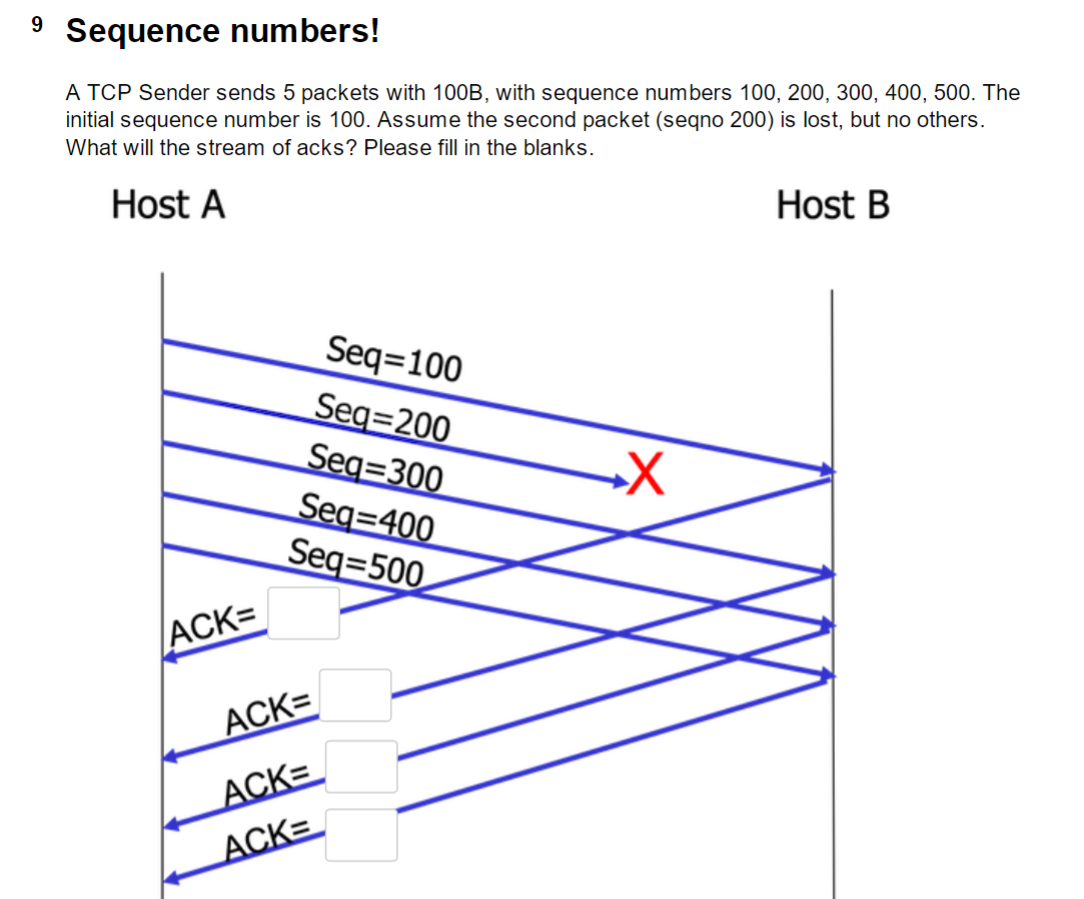 9 Sequence numbers!
A TCP Sender sends 5 packets with 100B, with sequence numbers 100, 200, 300, 400, 500. The
initial sequence number is 100. Assume the second packet (seqno 200) is lost, but no others.
What will the stream of acks? Please fill in the blanks.
Host A
Host B
Seq=100
Seq=200
X
Seq=300
Seq=400
Seq=500
ACK=
ACK=
ACK=
ACK=